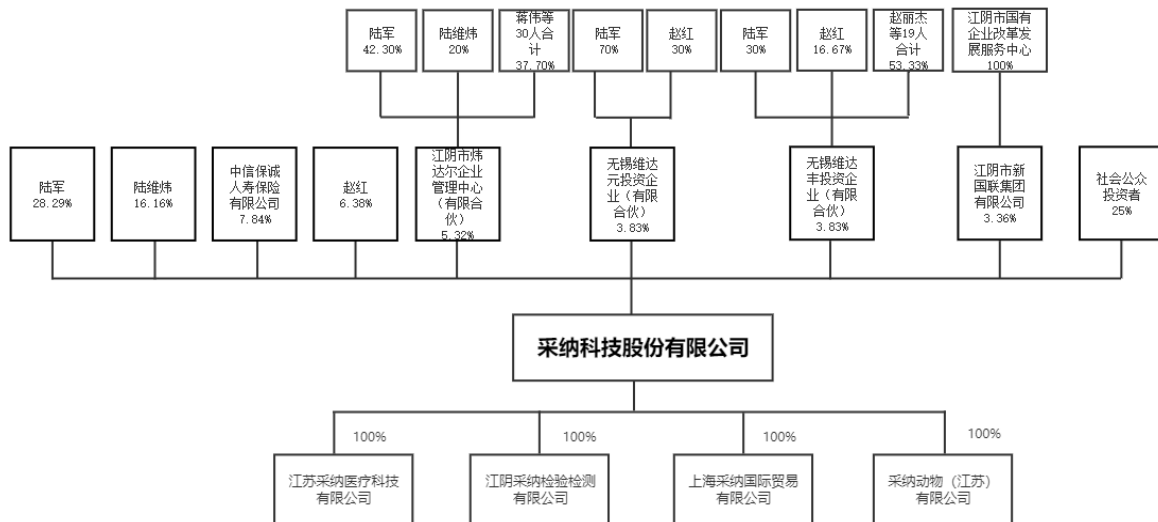 陆军
42.30%
陆维炜
20%
蒋伟等
30人合
计
37.70%
陆军
70%
赵红
30%
陆军
30%
赵红
16.67%
赵丽杰
等19人
合计
53.33%
江阴市国有
企业改革发
展服务中心
100%
陆军
28.29%
陆维炜
16.16%
中信保诚
人寿保险
有限公司
7.84%
赵红
6.38%
江阴市炜
达尔企业
管理中心
（有限合
伙）
5.32%
无锡维达
元投资企
业（有限
合伙）
3.83%
无锡维达
丰投资企
业（有限
合伙）
3.83%
江阴市新
国联集团
有限公司
3.36%
社会公众
投资者
25%
采纳科技股份有限公司
100%
100%
100%
100%
江苏采纳医疗科技
有限公司
江阴采纳检验检测
有限公司
上海采纳国际贸易
有限公司
采纳动物（江苏）
有限公司